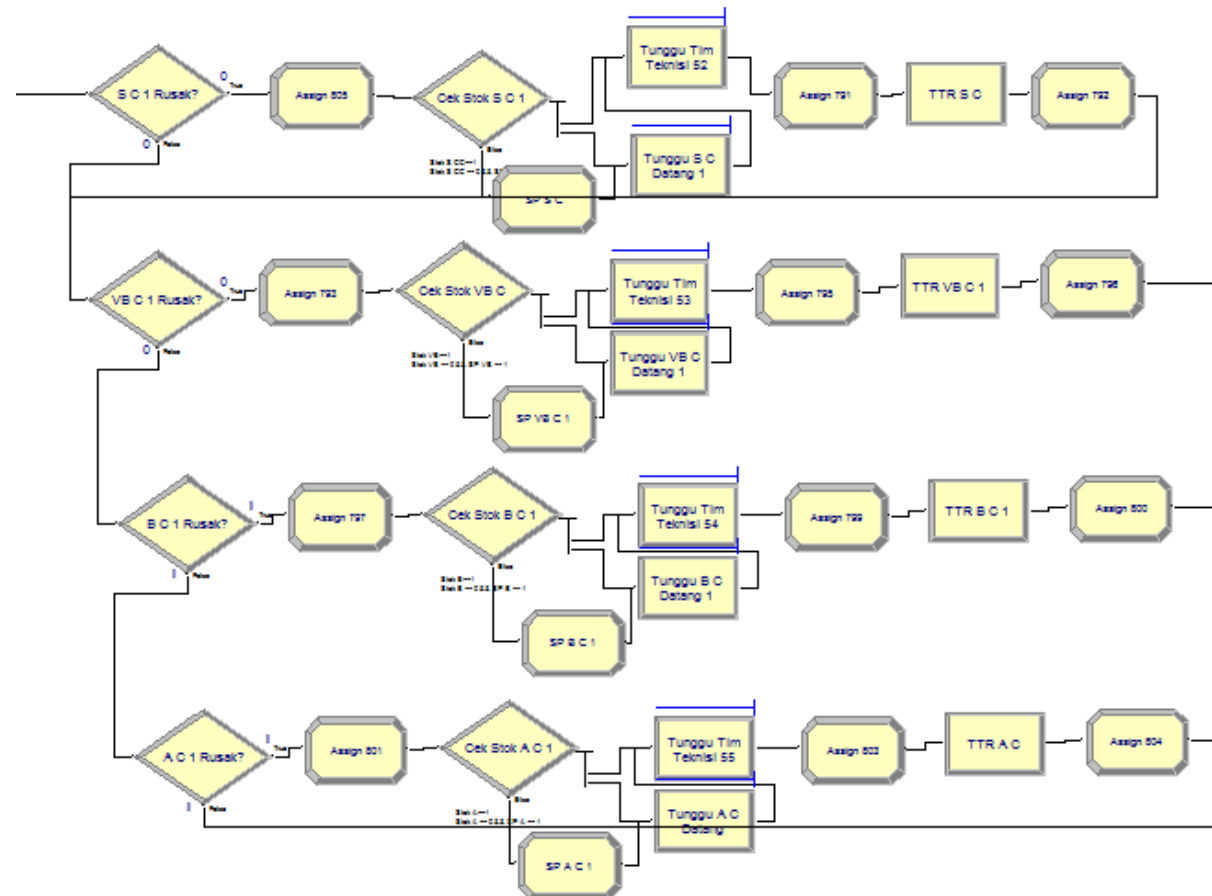 S C 1 Rusak?
0
True
0
False
Assign 805
Cek Stok S C 1
Else
SP S C
Tunggu Tim
Teknisi 52
Tunggu S C
Datang 1
Assign 791
TTR S C
Assign 792
VB C 1 Rusak?
0
True
0
False
Assign 793
Cek Stok VB C
Else
SP VB C 1
Tunggu Tim
Teknisi 53
Tunggu VB C
Datang 1
Assign 795
TTR VB C 1
Assign 796
B C 1 Rusak?
True
False
Assign 797
Cek Stok B C 1
Else
SP B C 1
Tunggu Tim
Teknisi 54
Tunggu B C
Datang 1
Assign 799
TTR B C 1
Assign 800
A C 1 Rusak?
True
False
Assign 801
Cek Stok A C 1
Else
SP A C 1
Tunggu Tim
Teknisi 55
Tunggu A C
Datang
Assign 803
TTR A C
Assign 804